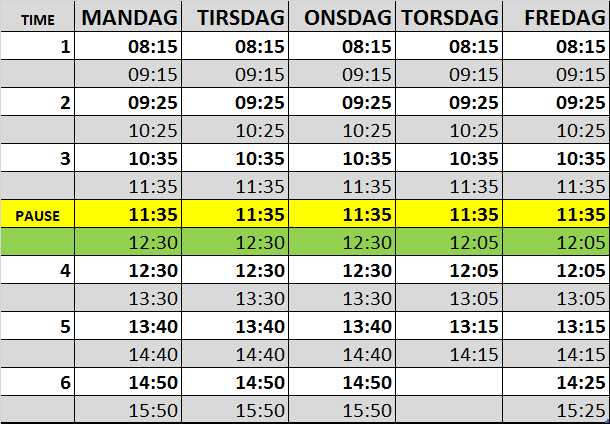 TIME MANDAG TIRSDAG ONSDAG TORSDAG FREDAG
1 08:15 08:15 08:15 08:15 08:15
09:15 09:15 09:15 09:15 09:15
2 09:25 09:25 09:25 09:25 09:25
10:25 10:25 10:25 10:25 10:25
3 10:35 10:35 10:35 10:35 10:35
11:35 11:35 11:35 11:35 11:35
PAUSE 11:35 11:35 11:35 11:35 11:35
12:30 12:30 12:30 12:05 12:05
4 12:30 12:30 12:30 12:05 12:05
13:30 13:30 13:30 13:05 13:05
5 13:40 13:40 13:40 13:15 13:15
14:40 14:40 14:40 14:15 14:15
6 14:50 14:50 14:50 14:25
15:50 15:50 15:50 15:25